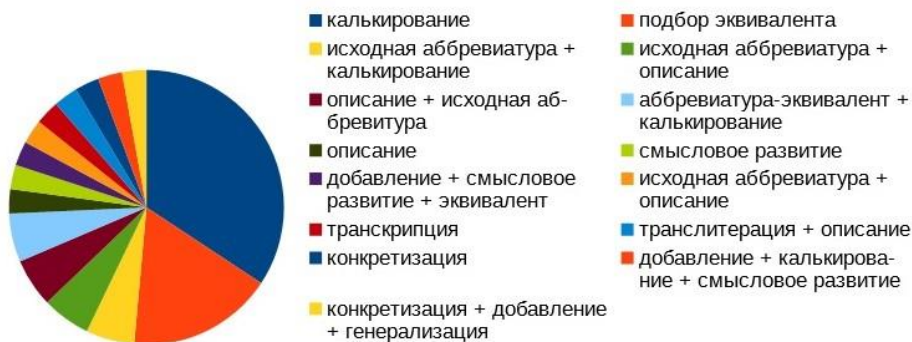 калькирование
подбор эквивалента
исходная аббревиатура +
калькирование
исходная аббревиатура +
описание
описание + исходная аб-
бревитура
аббревиатура-эквивалент +
калькирование
описание
смысловое развитие
добавление + смысловое
развитие + эквивалент
исходная аббревиатура +
описание
транскрипция
транслитерация + описание
конкретизация
добавление + калькирова-
ние + смысловое развитие
конкретизация + добавление
+ генерализация